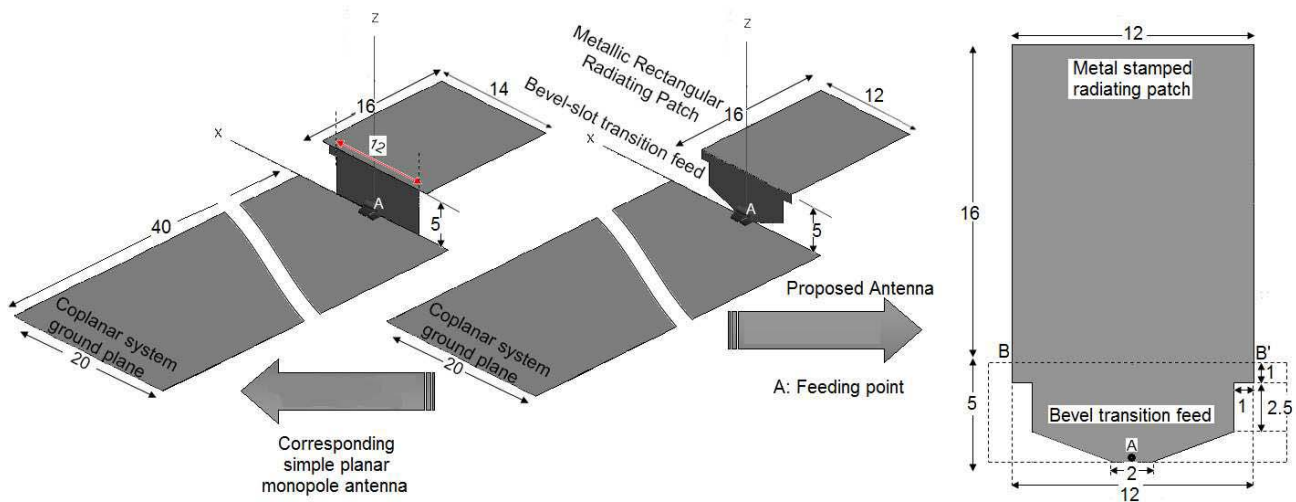 z
x
16
14
12
A
5
40
20
Coplanar system
ground plane
Corresponding
simple planar
monopole antenna
z
x
Metallic Rectangular
Radiating Patch
Bevel-slot transition feed
16
12
A
5
20
Coplanar system
ground plane
Proposed Antenna
A: Feeding point
12
Metal stamped
radiating patch
16
B
B'
1
1
2.5
5
Bevel transition feed
A
2
12